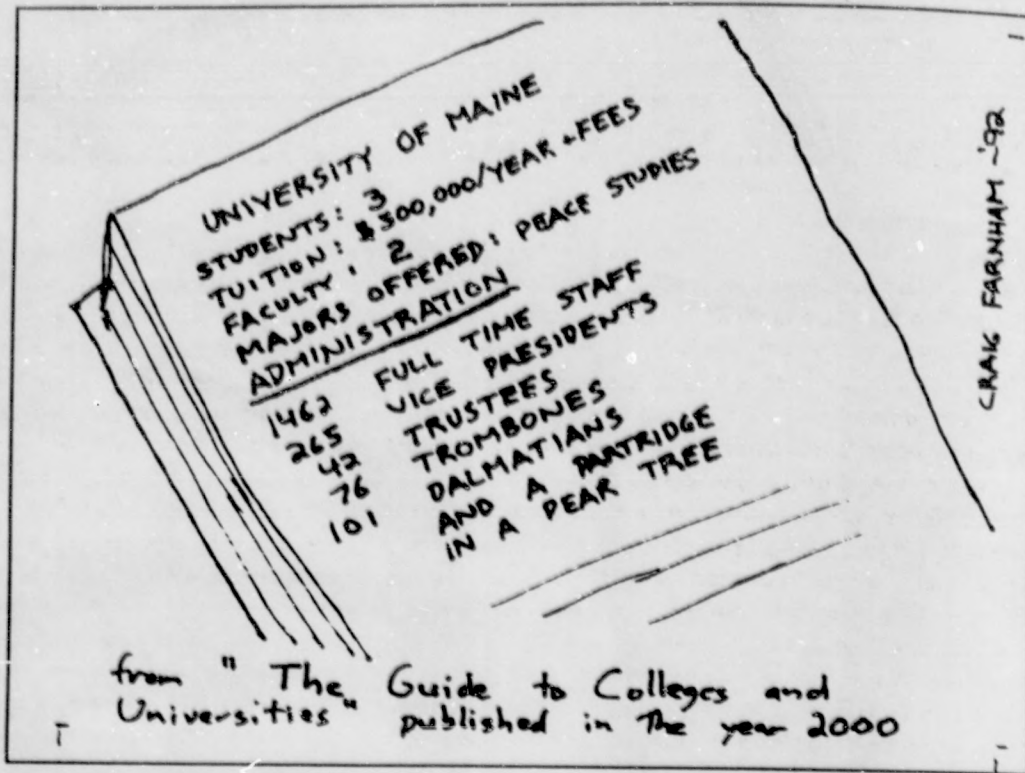 UNIVERSITY OF MAINE
STUDENTS: 3
TUITION: $300,000/YEAR + FEES
FACULTY: 2
MAJORS OFFERED: PEACE STUDIES
ADMINISTRATION
1462 FULL TIME STAFF
265 VICE PRESIDENTS
42 TRUSTEES
76 TROMBONES
101 DALMATIANS
AND A PARTRIDGE
IN A PEAR TREE
CRAIG FARNHAM -'92
from "The Guide to Colleges and
Universities" published in The year 2000